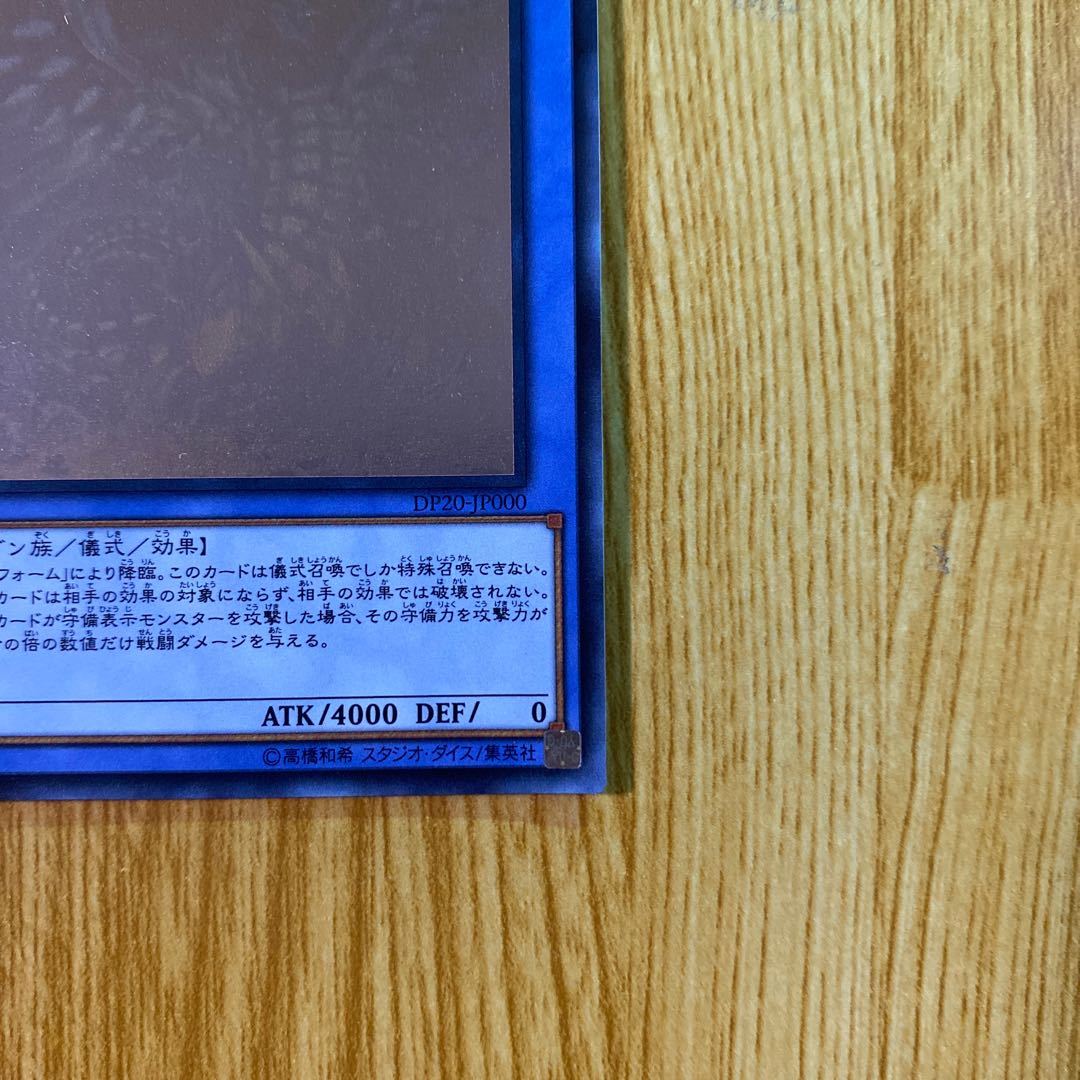 DP20-JP000
ゴン族／儀式／効果】
フォーム」により降臨。このカードは儀式召喚でしか特殊召喚できない。
カードは相手の効果の対象にならず、相手の効果では破壊されない。
カードが守備表示モンスターを攻撃した場合、その守備力を攻撃力が
の倍の数値だけ戦闘ダメージを与える。
ATK/4000 DEF/ 0
©高橋和希 スタジオ・ダイス/集英社